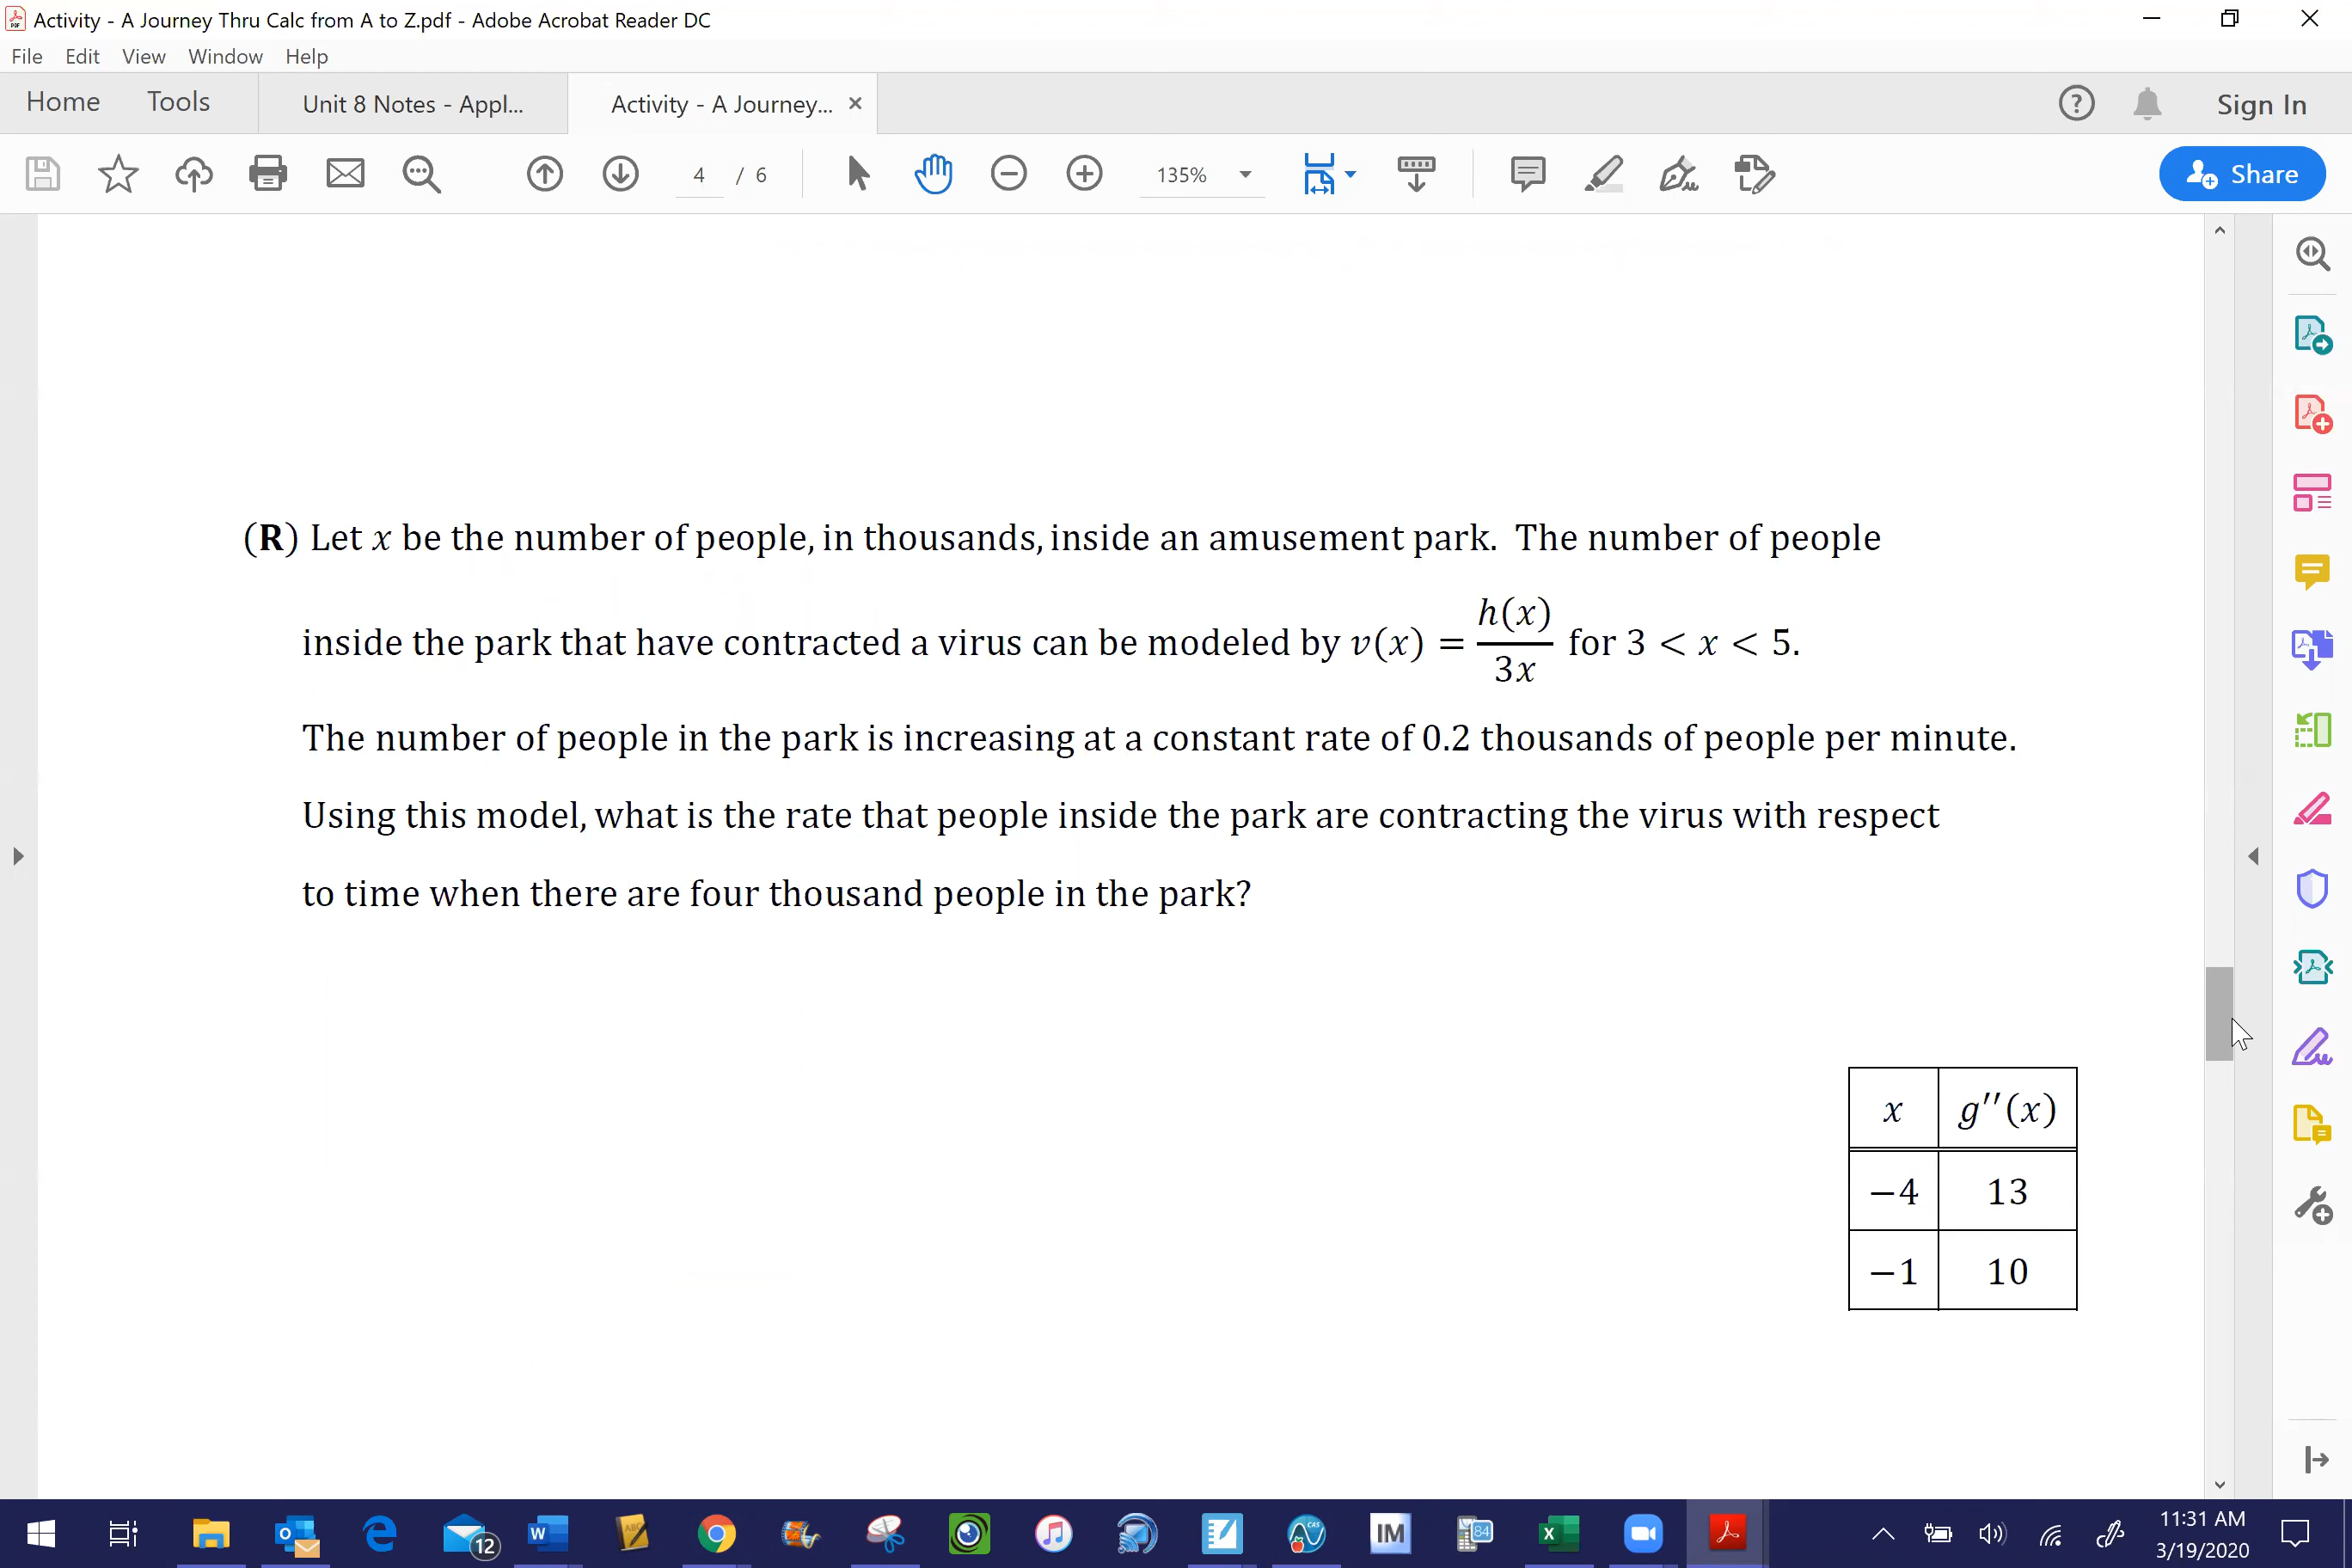 Activity - A Journey Thru Calc from A to Z.pdf - Adobe Acrobat Reader DC
File Edit View Window Help
Home Tools Unit 8 Notes - Appl... Activity - A Journey... × Sign In
4 / 6 135% Share
(R) Let x be the number of people, in thousands, inside an amusement park. The number of people
inside the park that have contracted a virus can be modeled by v(x) = h(x)/3x for 3 < x < 5.
The number of people in the park is increasing at a constant rate of 0.2 thousands of people per minute.
Using this model, what is the rate that people inside the park are contracting the virus with respect
to time when there are four thousand people in the park?
x g′′(x)
−4 13
−1 10
12 W ABC CAS IM 84 X
11:31 AM
3/19/2020